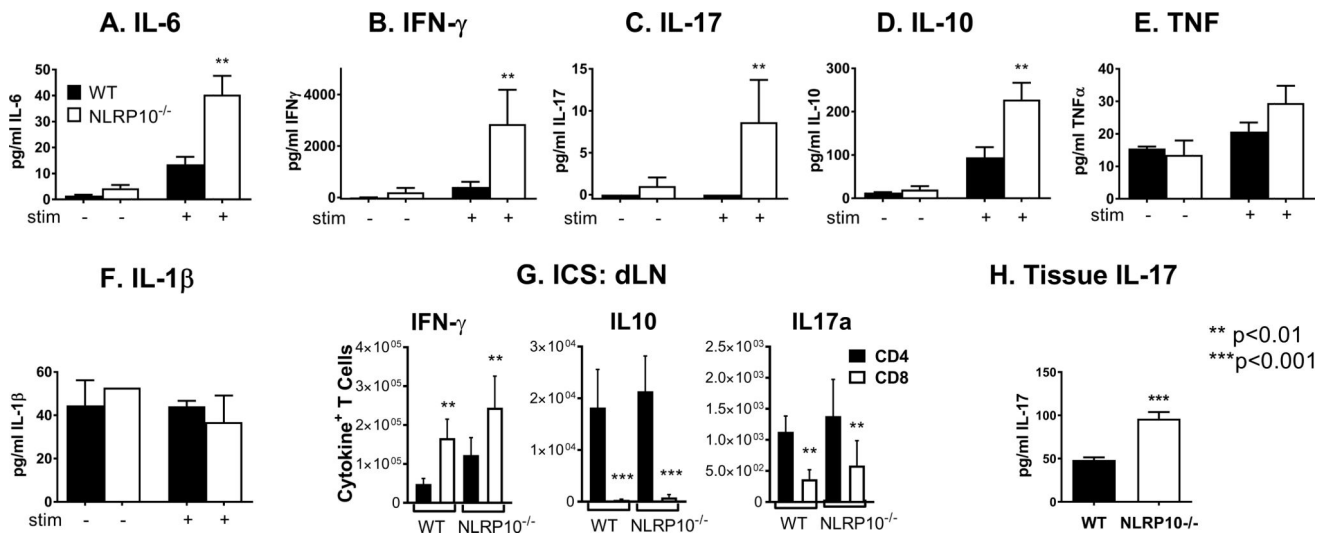 A. IL-6
pg/ml IL-6
50
40
30
20
10
0
WT
NLRP10-/-
**
stim - - + +
B. IFN-γ
pg/ml IFNγ
4000
2000
0
**
stim - - + +
C. IL-17
pg/ml IL-17
15
10
5
0
**
stim - - + +
D. IL-10
pg/ml IL-10
300
200
100
0
**
stim - - + +
E. TNF
pg/ml TNFα
40
30
20
10
0
stim - - + +
F. IL-1β
pg/ml IL-1β
60
40
20
0
stim - - + +
G. ICS: dLN
Cytokine+ T Cells
IFN-γ
4×10^05
3×10^05
2×10^05
1×10^05
0
**
**
WT NLRP10-/-
IL10
3×10^04
2×10^04
1×10^04
0
***
***
WT NLRP10-/-
IL17a
2.5×10^03
2.0×10^03
1.5×10^03
1.0×10^03
5.0×10^02
0
CD4
CD8
**
**
WT NLRP10-/-
H. Tissue IL-17
** p<0.01
***p<0.001
pg/ml IL-17
150
100
50
0
***
WT NLRP10-/-